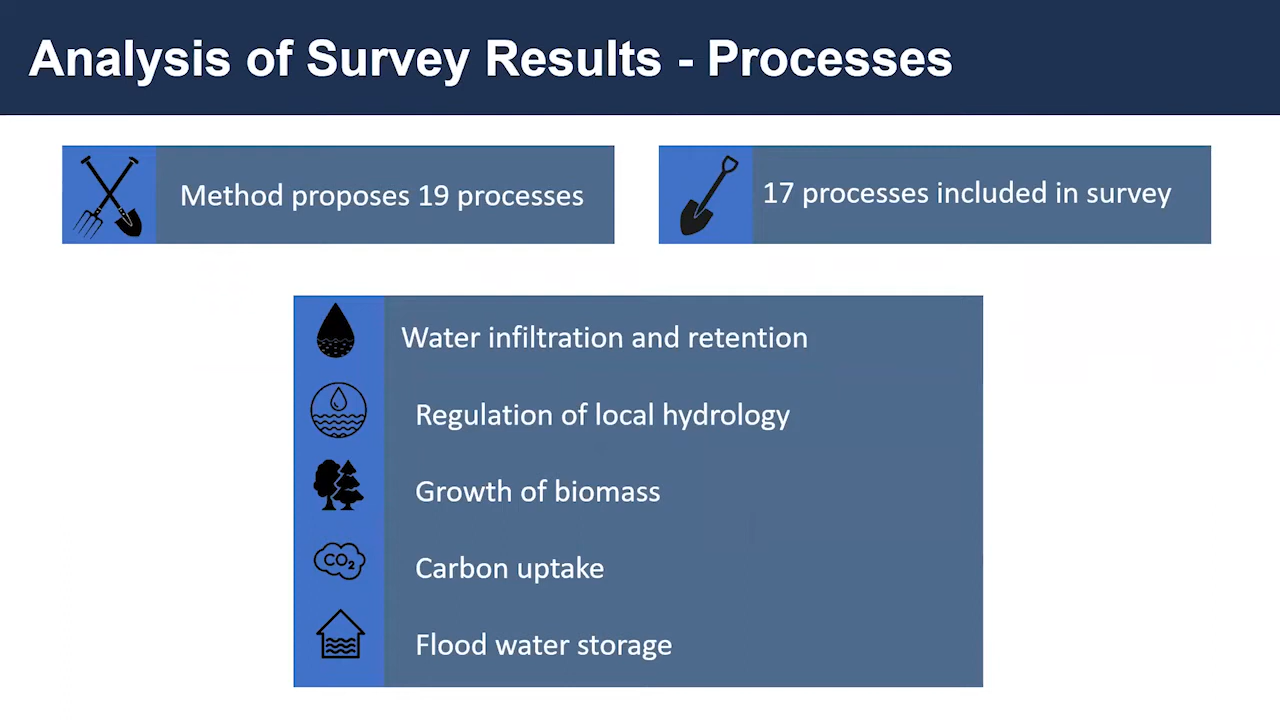 Analysis of Survey Results - Processes
Method proposes 19 processes
17 processes included in survey
Water infiltration and retention
Regulation of local hydrology
Growth of biomass
CO2
Carbon uptake
Flood water storage